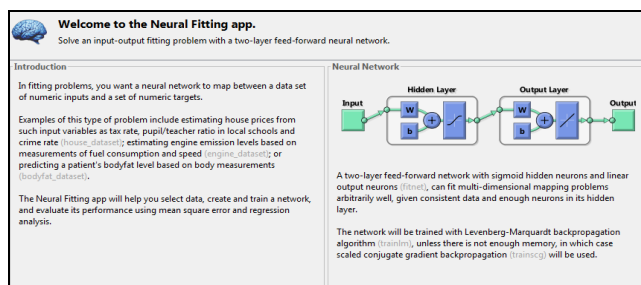 Welcome to the Neural Fitting app.
Solve an input-output fitting problem with a two-layer feed-forward neural network.
Introduction
In fitting problems, you want a neural network to map between a data set
of numeric inputs and a set of numeric targets.
Examples of this type of problem include estimating house prices from
such input variables as tax rate, pupil/teacher ratio in local schools and
crime rate (house_dataset); estimating engine emission levels based on
measurements of fuel consumption and speed (engine_dataset); or
predicting a patient's bodyfat level based on body measurements
(bodyfat_dataset).
The Neural Fitting app will help you select data, create and train a network,
and evaluate its performance using mean square error and regression
analysis.
Neural Network
Hidden Layer
Output Layer
Input
W
b
+
W
b
+
Output
A two-layer feed-forward network with sigmoid hidden neurons and linear
output neurons (fitnet), can fit multi-dimensional mapping problems
arbitrarily well, given consistent data and enough neurons in its hidden
layer.
The network will be trained with Levenberg-Marquardt backpropagation
algorithm (trainlm), unless there is not enough memory, in which case
scaled conjugate gradient backpropagation (trainscg) will be used.